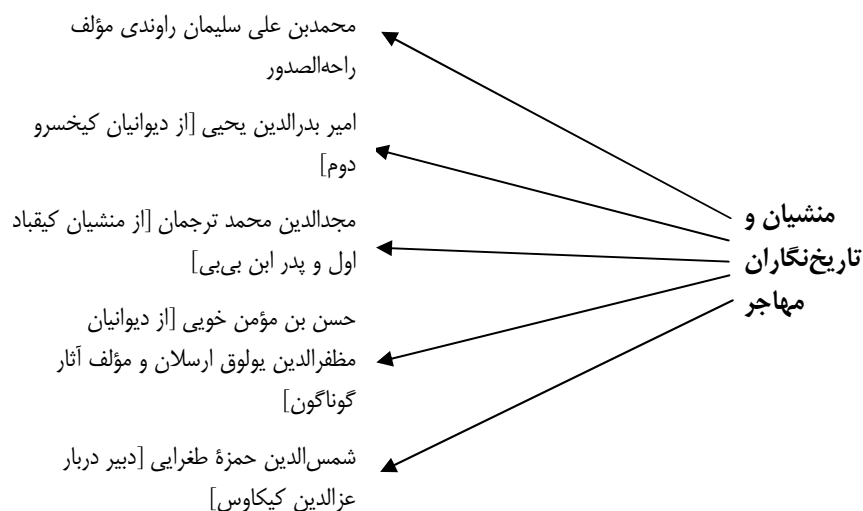 منشیان و
تاریخ‌نگاران
مهاجر
محمدبن علی سلیمان راوندی مؤلف
راحه‌الصدور
امیر بدرالدین یحیی [از دیوانیان کیخسرو
دوم]
مجدالدین محمد ترجمان [از منشیان کیقباد
اول و پدر ابن بی‌بی]
حسن بن مؤمن خویی [از دیوانیان
مظفرالدین یولوق ارسلان و مؤلف آثار
گوناگون]
شمس‌الدین حمزهٔ طغرایی [دبیر دربار
عزالدین کیکاوس]